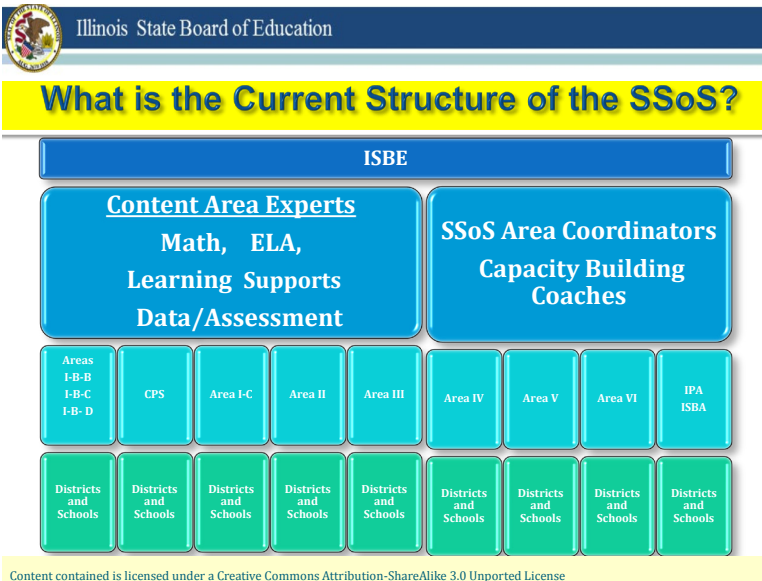 Illinois State Board of Education
What is the Current Structure of the SSoS?
ISBE
Content Area Experts
Math, ELA,
Learning Supports
Data/Assessment
SSoS Area Coordinators
Capacity Building
Coaches
Areas
I-B-B
I-B-C
I-B- D
CPS
Area I-C
Area II
Area III
Area IV
Area V
Area VI
IPA
ISBA
Districts
and
Schools
Districts
and
Schools
Districts
and
Schools
Districts
and
Schools
Districts
and
Schools
Districts
and
Schools
Districts
and
Schools
Districts
and
Schools
Districts
and
Schools
Content contained is licensed under a Creative Commons Attribution-ShareAlike 3.0 Unported License